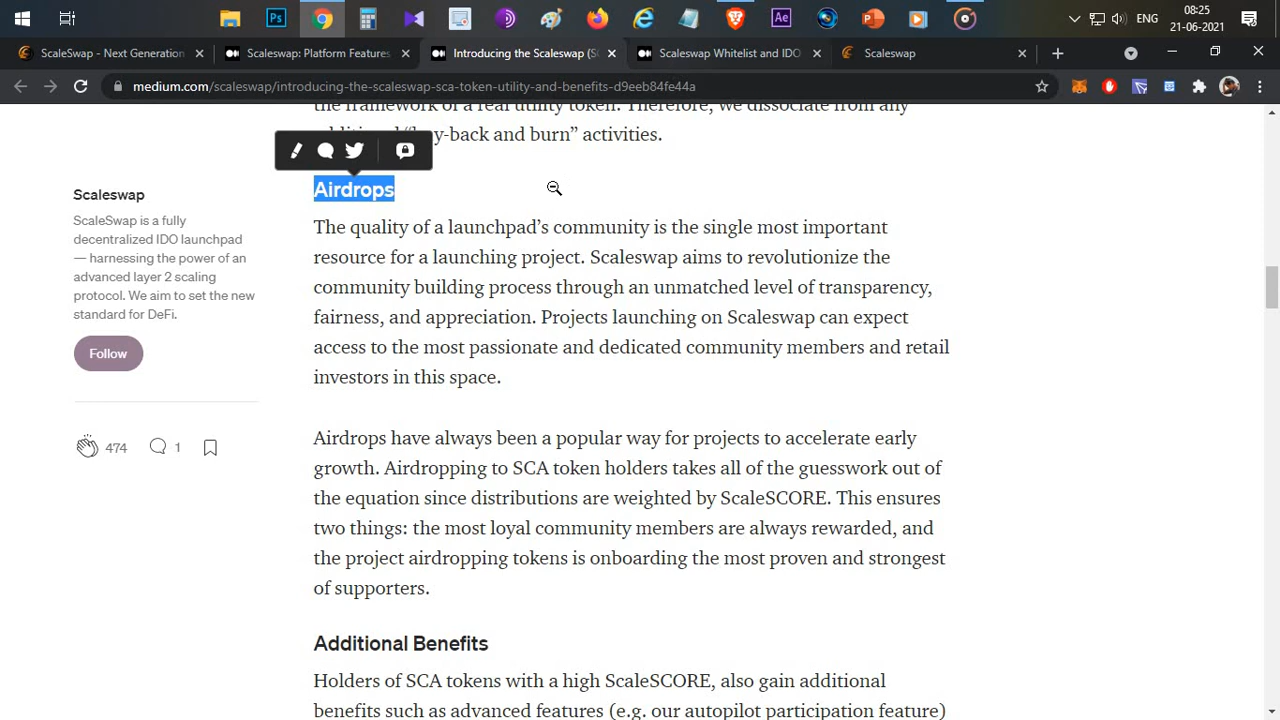 ENG
08:25
21-06-2021
ScaleSwap - Next Generation
Scaleswap: Platform Features
Introducing the Scaleswap (S
Scaleswap Whitelist and IDO
Scaleswap
medium.com/scaleswap/introducing-the-scaleswap-sca-token-utility-and-benefits-d9eeb84fe44a
the framework of a real utility token. Therefore, we dissociate from any
"buy-back and burn" activities.
Airdrops
The quality of a launchpad's community is the single most important
resource for a launching project. Scaleswap aims to revolutionize the
community building process through an unmatched level of transparency,
fairness, and appreciation. Projects launching on Scaleswap can expect
access to the most passionate and dedicated community members and retail
investors in this space.
Airdrops have always been a popular way for projects to accelerate early
growth. Airdropping to SCA token holders takes all of the guesswork out of
the equation since distributions are weighted by ScaleSCORE. This ensures
two things: the most loyal community members are always rewarded, and
the project airdropping tokens is onboarding the most proven and strongest
of supporters.
Additional Benefits
Holders of SCA tokens with a high ScaleSCORE, also gain additional
benefits such as advanced features (e.g. our autopilot participation feature)
Scaleswap
ScaleSwap is a fully
decentralized IDO launchpad
— harnessing the power of an
advanced layer 2 scaling
protocol. We aim to set the new
standard for DeFi.
Follow
474
1